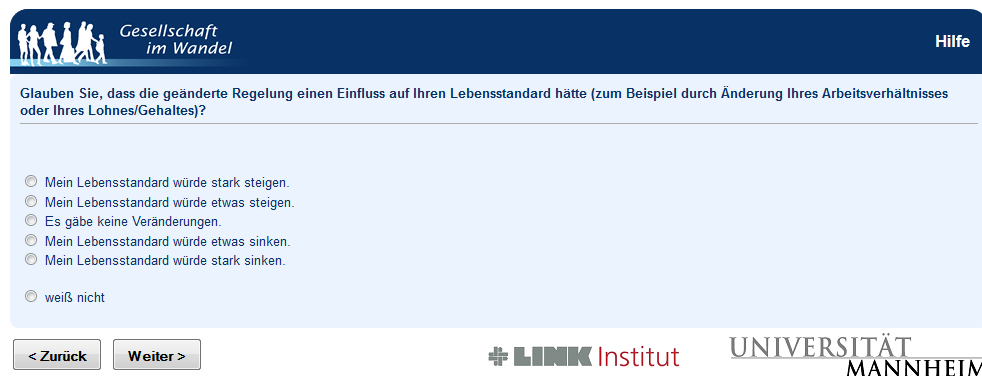 Gesellschaft
im Wandel
Hilfe
Glauben Sie, dass die geänderte Regelung einen Einfluss auf Ihren Lebensstandard hätte (zum Beispiel durch Änderung Ihres Arbeitsverhältnisses
oder Ihres Lohnes/Gehaltes)?
Mein Lebensstandard würde stark steigen.
Mein Lebensstandard würde etwas steigen.
Es gäbe keine Veränderungen.
Mein Lebensstandard würde etwas sinken.
Mein Lebensstandard würde stark sinken.
weiß nicht
< Zurück
Weiter >
LINK Institut
UNIVERSITÄT
MANNHEIM